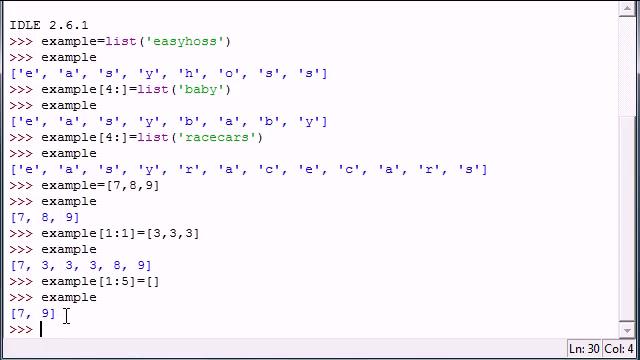 IDLE 2.6.1
>>> example=list('easyhoss')
>>> example
['e', 'a', 's', 'y', 'h', 'o', 's', 's']
>>> example[4:]=list('baby')
>>> example
['e', 'a', 's', 'y', 'b', 'a', 'b', 'y']
>>> example[4:]=list('racecars')
>>> example
['e', 'a', 's', 'y', 'r', 'a', 'c', 'e', 'c', 'a', 'r', 's']
>>> example=[7,8,9]
>>> example
[7, 8, 9]
>>> example[1:1]=[3,3,3]
>>> example
[7, 3, 3, 3, 8, 9]
>>> example[1:5]=[]
>>> example
[7, 9]
>>>
Ln: 30 Col: 4